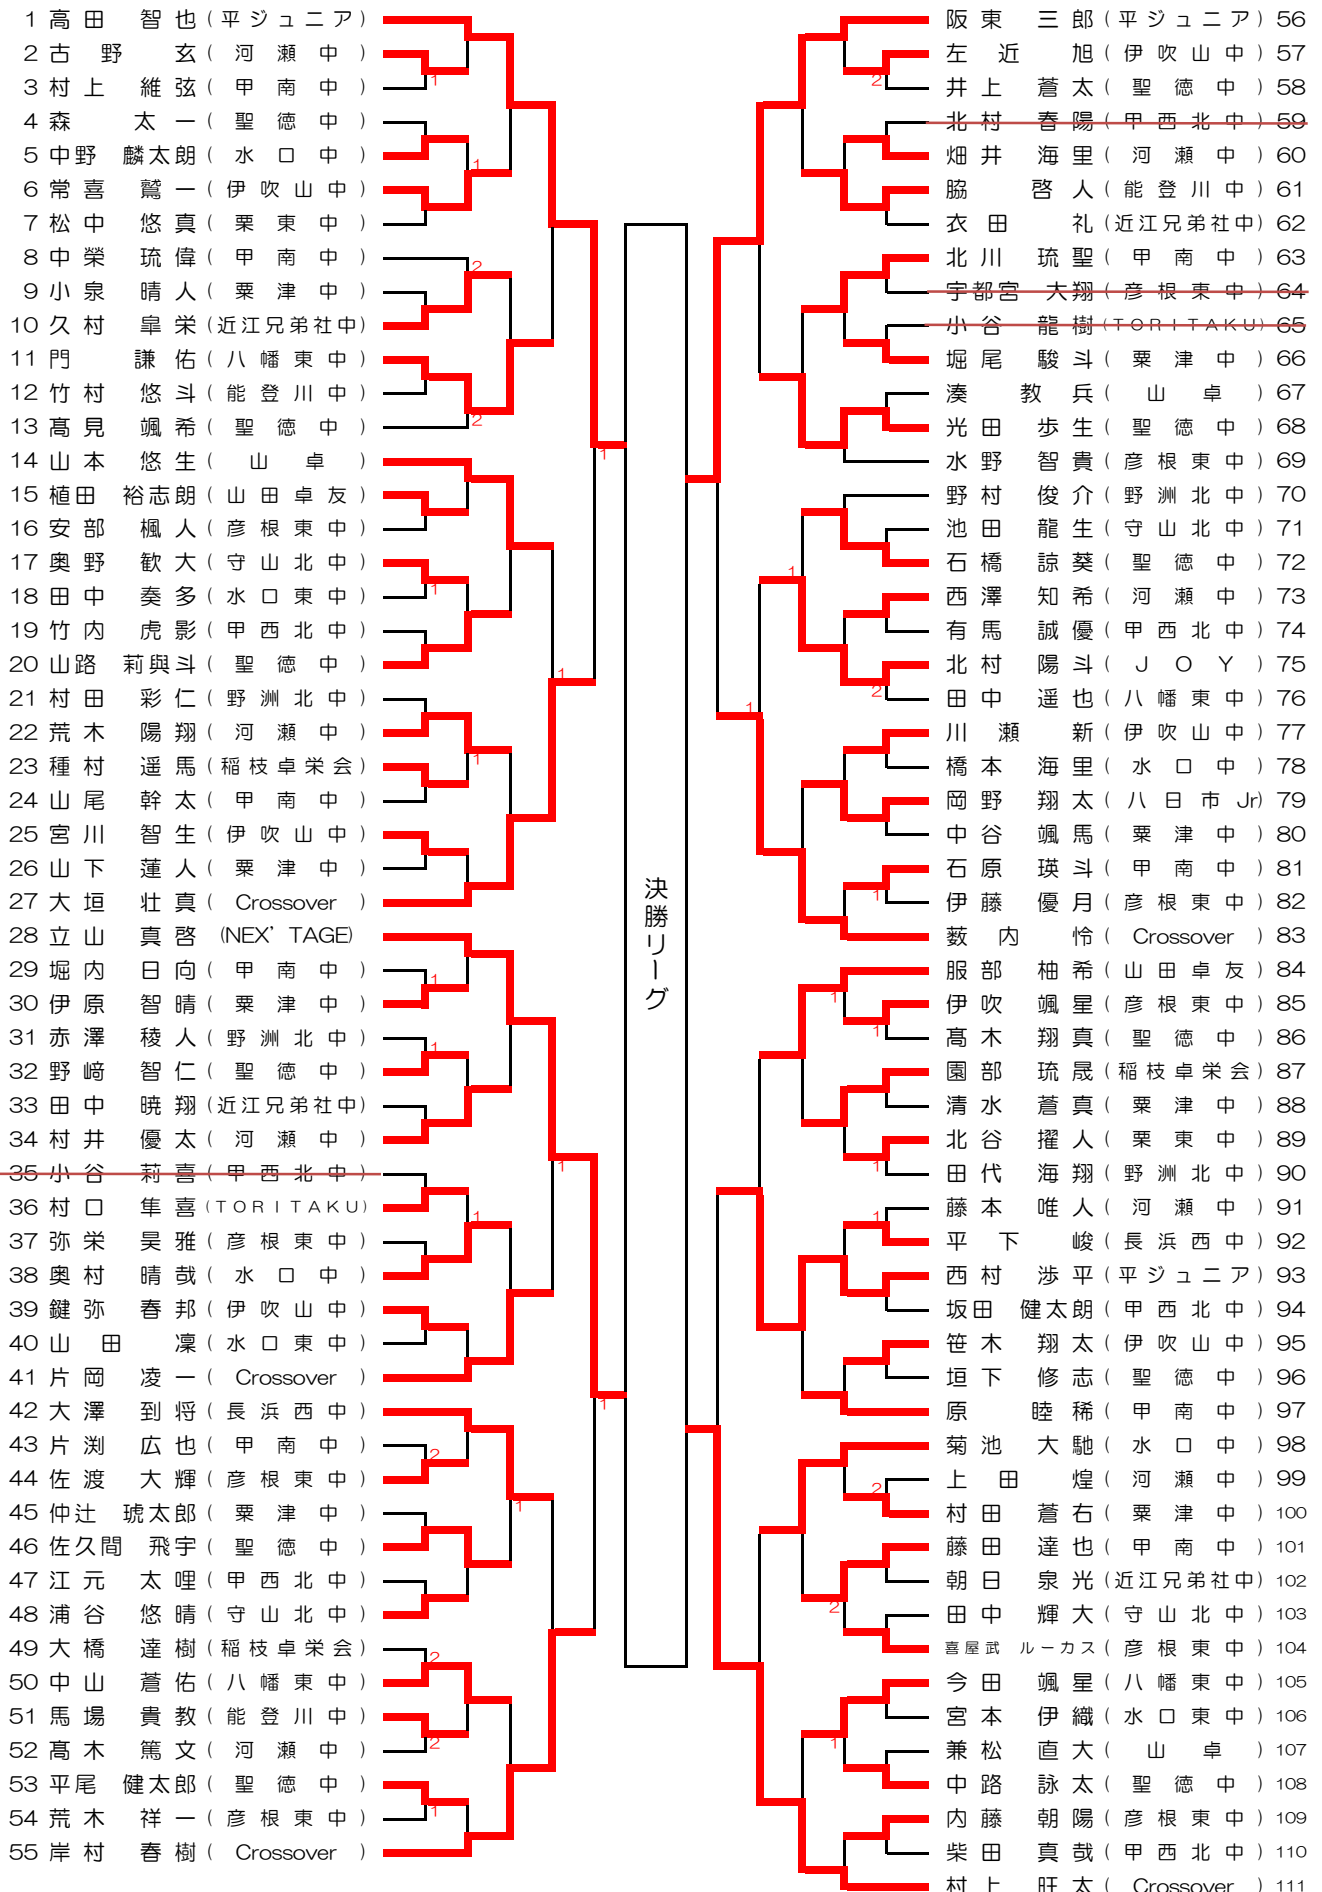 1 高田 智也 (平ジュニア)
2 古野 玄 (河瀬中)
3 村上 維弦 (甲南中)
4 森 太一 (聖徳中)
5 中野 麟太朗 (水口中)
6 常喜 鷲一 (伊吹山中)
7 松中 悠真 (栗東中)
8 中榮 琉偉 (甲南中)
9 小泉 晴人 (粟津中)
10 久村 皐栄 (近江兄弟社中)
11 門 謙佑 (八幡東中)
12 竹村 悠斗 (能登川中)
13 髙見 颯希 (聖徳中)
14 山本 悠生 (山卓)
15 植田 裕志朗 (山田卓友)
16 安部 楓人 (彦根東中)
17 奥野 歓大 (守山北中)
18 田中 奏多 (水口東中)
19 竹内 虎影 (甲西北中)
20 山路 莉與斗 (聖徳中)
21 村田 彩仁 (野洲北中)
22 荒木 陽翔 (河瀬中)
23 種村 遥馬 (稲枝卓栄会)
24 山尾 幹太 (甲南中)
25 宮川 智生 (伊吹山中)
26 山下 蓮人 (粟津中)
27 大垣 壮真 (Crossover)
28 立山 真啓 (NEX’TAGE)
29 堀内 日向 (甲南中)
30 伊原 智晴 (粟津中)
31 赤澤 稜人 (野洲北中)
32 野﨑 智仁 (聖徳中)
33 田中 暁翔 (近江兄弟社中)
34 村井 優太 (河瀬中)
35 小谷 莉喜 (甲西北中)
36 村口 隼喜 (TORITAKU)
37 弥栄 昊雅 (彦根東中)
38 奥村 晴哉 (水口中)
39 鍵弥 春邦 (伊吹山中)
40 山田 凜 (水口東中)
41 片岡 凌一 (Crossover)
42 大澤 到将 (長浜西中)
43 片渕 広也 (甲南中)
44 佐渡 大輝 (彦根東中)
45 仲辻 琥太郎 (粟津中)
46 佐久間 飛宇 (聖徳中)
47 江元 太哩 (甲西北中)
48 浦谷 悠晴 (守山北中)
49 大橋 達樹 (稲枝卓栄会)
50 中山 蒼佑 (八幡東中)
51 馬場 貴教 (能登川中)
52 髙木 篤文 (河瀬中)
53 平尾 健太郎 (聖徳中)
54 荒木 祥一 (彦根東中)
55 岸村 春樹 (Crossover)
決勝リーグ
阪東 三郎 (平ジュニア) 56
左近 旭 (伊吹山中) 57
井上 蒼太 (聖徳中) 58
北村 春陽 (甲西北中) 59
畑井 海里 (河瀬中) 60
脇 啓人 (能登川中) 61
衣田 礼 (近江兄弟社中) 62
北川 琉聖 (甲南中) 63
宇都宮 大翔 (彦根東中) 64
小谷 龍樹 (TORITAKU) 65
堀尾 駿斗 (粟津中) 66
湊 教兵 (山卓) 67
光田 歩生 (聖徳中) 68
水野 智貴 (彦根東中) 69
野村 俊介 (野洲北中) 70
池田 龍生 (守山北中) 71
石橋 諒葵 (聖徳中) 72
西澤 知希 (河瀬中) 73
有馬 誠優 (甲西北中) 74
北村 陽斗 (JOY) 75
田中 遥也 (八幡東中) 76
川瀬 新 (伊吹山中) 77
橋本 海里 (水口中) 78
岡野 翔太 (八日市Jr) 79
中谷 颯馬 (粟津中) 80
石原 瑛斗 (甲南中) 81
伊藤 優月 (彦根東中) 82
薮内 怜 (Crossover) 83
服部 柚希 (山田卓友) 84
伊吹 颯星 (彦根東中) 85
髙木 翔真 (聖徳中) 86
園部 琉晟 (稲枝卓栄会) 87
清水 蒼真 (粟津中) 88
北谷 擢人 (栗東中) 89
田代 海翔 (野洲北中) 90
藤本 唯人 (河瀬中) 91
平下 峻 (長浜西中) 92
西村 渉平 (平ジュニア) 93
坂田 健太朗 (甲西北中) 94
笹木 翔太 (伊吹山中) 95
垣下 修志 (聖徳中) 96
原 睦稀 (甲南中) 97
菊池 大馳 (水口中) 98
上田 煌 (河瀬中) 99
村田 蒼右 (粟津中) 100
藤田 達也 (甲南中) 101
朝日 泉光 (近江兄弟社中) 102
田中 輝大 (守山北中) 103
喜屋武 ルーカス (彦根中) 104
今田 颯星 (八幡東中) 105
宮本 伊織 (水口東中) 106
兼松 直大 (山卓) 107
中路 詠太 (聖徳中) 108
内藤 朝陽 (彦根東中) 109
柴田 真哉 (甲西北中) 110
村上 旺太 (Crossover) 111